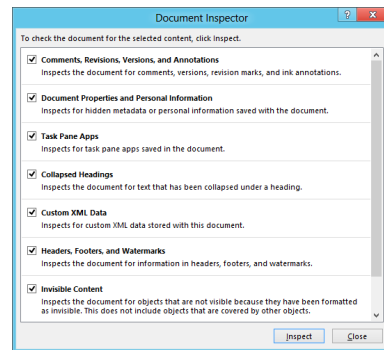 Document Inspector
?
x
To check the document for the selected content, click Inspect.
Comments, Revisions, Versions, and Annotations
Inspects the document for comments, versions, revision marks, and ink annotations.
Document Properties and Personal Information
Inspects for hidden metadata or personal information saved with the document.
Task Pane Apps
Inspects for task pane apps saved in the document.
Collapsed Headings
Inspects the document for text that has been collapsed under a heading.
Custom XML Data
Inspects for custom XML data stored with this document.
Headers, Footers, and Watermarks
Inspects the document for information in headers, footers, and watermarks.
Invisible Content
Inspects the document for objects that are not visible because they have been formatted
as invisible. This does not include objects that are covered by other objects.
Inspect
Close